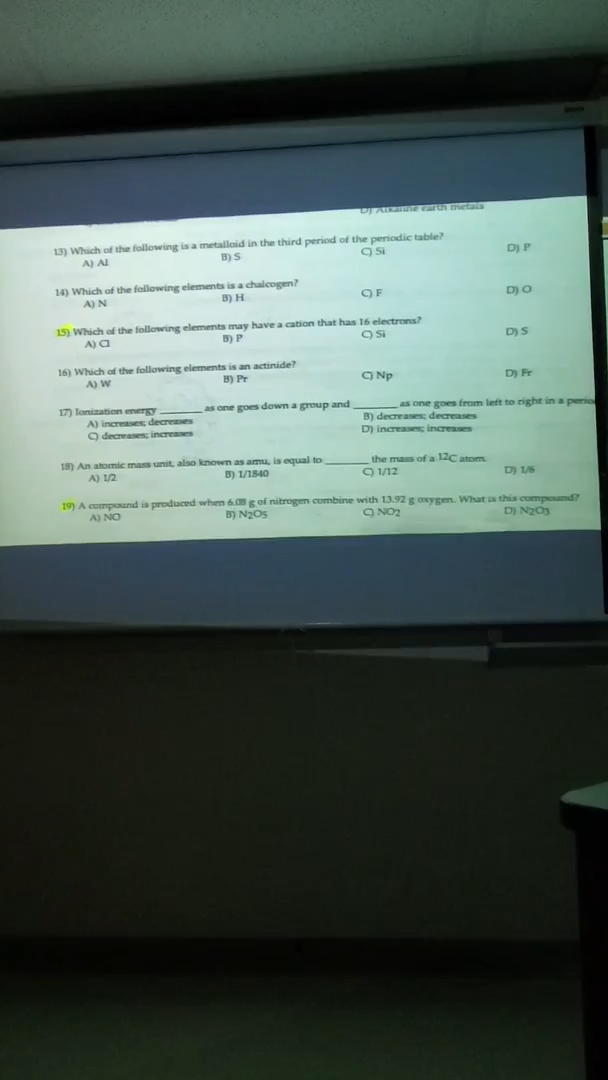 D) Alkaline earth metals
13) Which of the following is a metalloid in the third period of the periodic table?
A) Al B) S C) Si D) P
14) Which of the following elements is a chalcogen?
A) N B) H C) F D) O
15) Which of the following elements may have a cation that has 16 electrons?
A) Cl B) P C) Si D) S
16) Which of the following elements is an actinide?
A) W B) Pr C) Np D) Fr
17) Ionization energy ______ as one goes down a group and ______ as one goes from left to right in a perio
A) increases; decreases B) decreases; decreases
C) decreases; increases D) increases; increases
18) An atomic mass unit, also known as amu, is equal to ______ the mass of a 12C atom.
A) 1/2 B) 1/1840 C) 1/12 D) 1/6
19) A compound is produced when 6.08 g of nitrogen combine with 13.92 g oxygen. What is this compound?
A) NO B) N2O5 C) NO2 D) N2O3